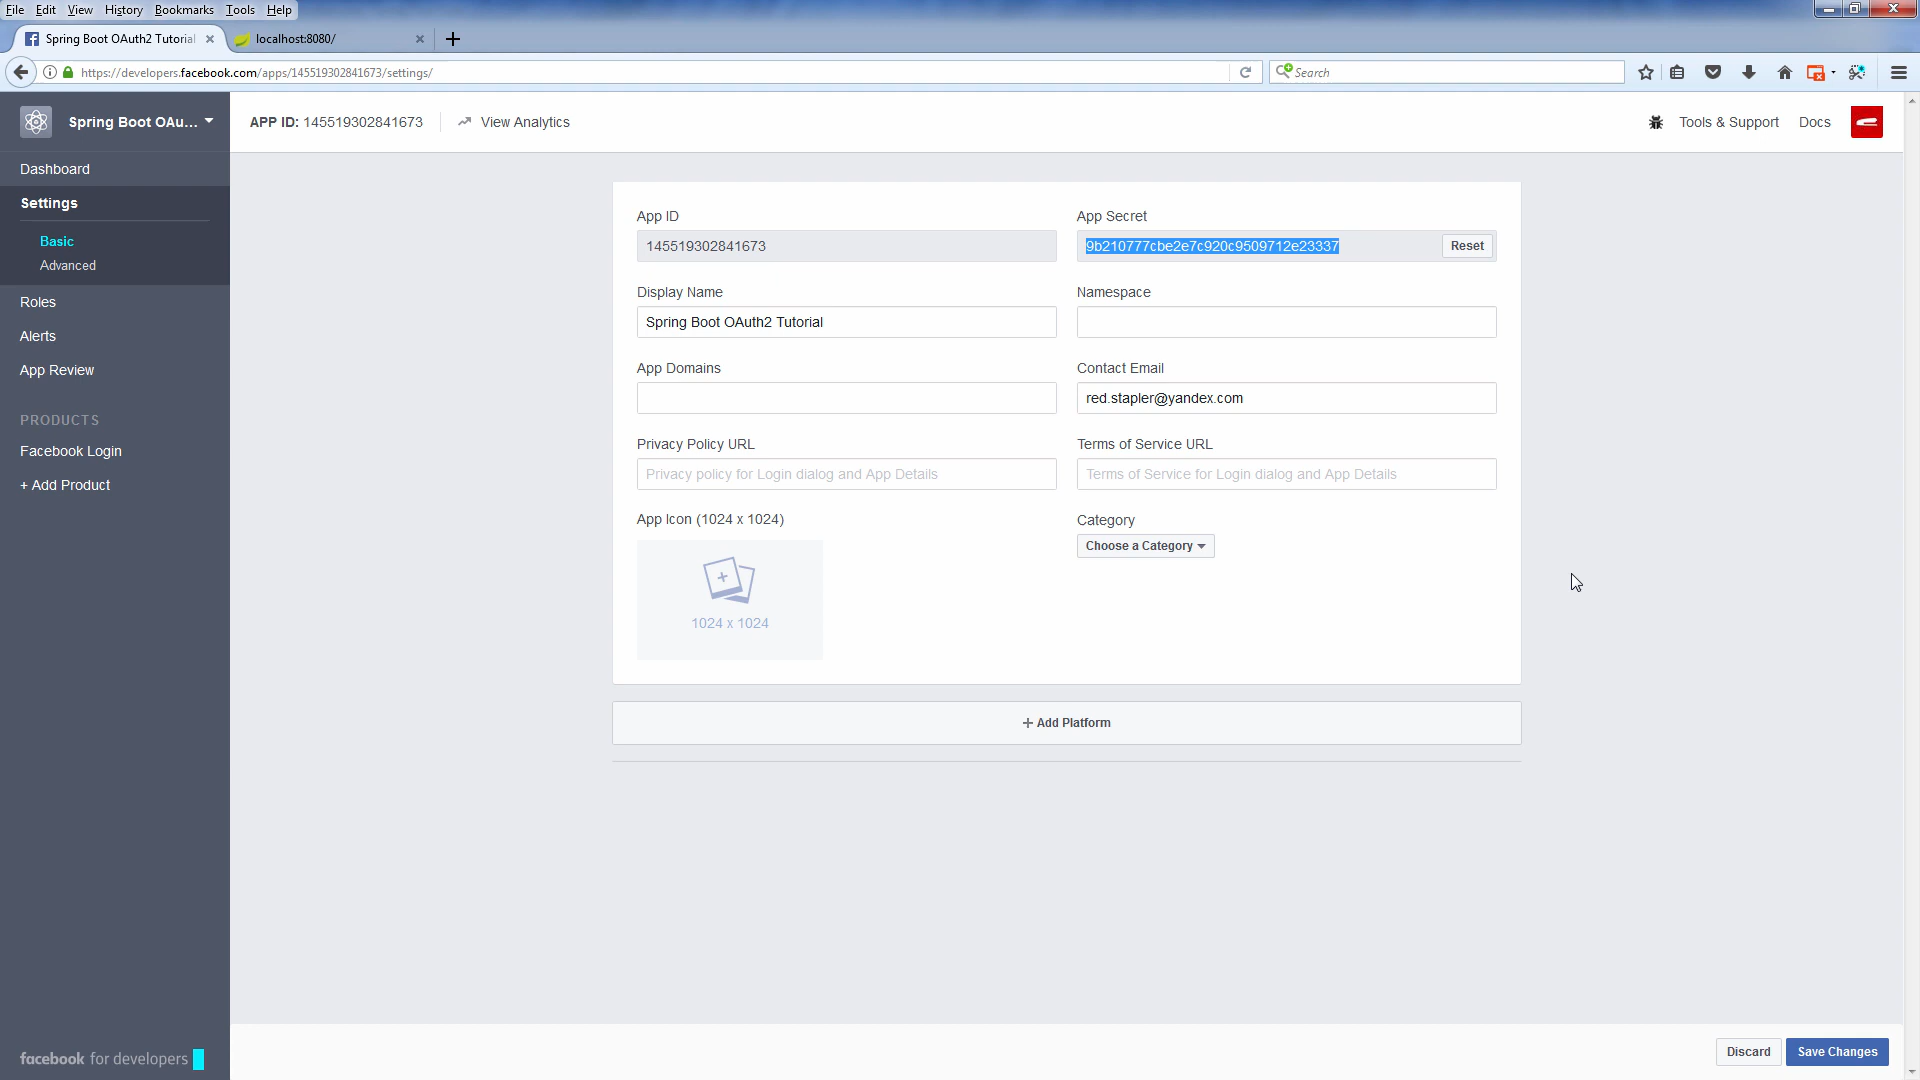 File Edit View History Bookmarks Tools Help
Spring Boot OAuth2 Tutorial
localhost:8080/
https://developers.facebook.com/apps/145519302841673/settings/
Search
Spring Boot OAu...
APP ID: 145519302841673
View Analytics
Tools & Support
Docs
Dashboard
Settings
Basic
Advanced
Roles
Alerts
App Review
PRODUCTS
Facebook Login
+ Add Product
App ID
145519302841673
App Secret
9b210777cbe2e7c920c9509712e23337
Reset
Display Name
Spring Boot OAuth2 Tutorial
Namespace
App Domains
Contact Email
red.stapler@yandex.com
Privacy Policy URL
Privacy policy for Login dialog and App Details
Terms of Service URL
Terms of Service for Login dialog and App Details
App Icon (1024 x 1024)
1024 x 1024
Category
Choose a Category
+ Add Platform
facebook for developers
Discard
Save Changes